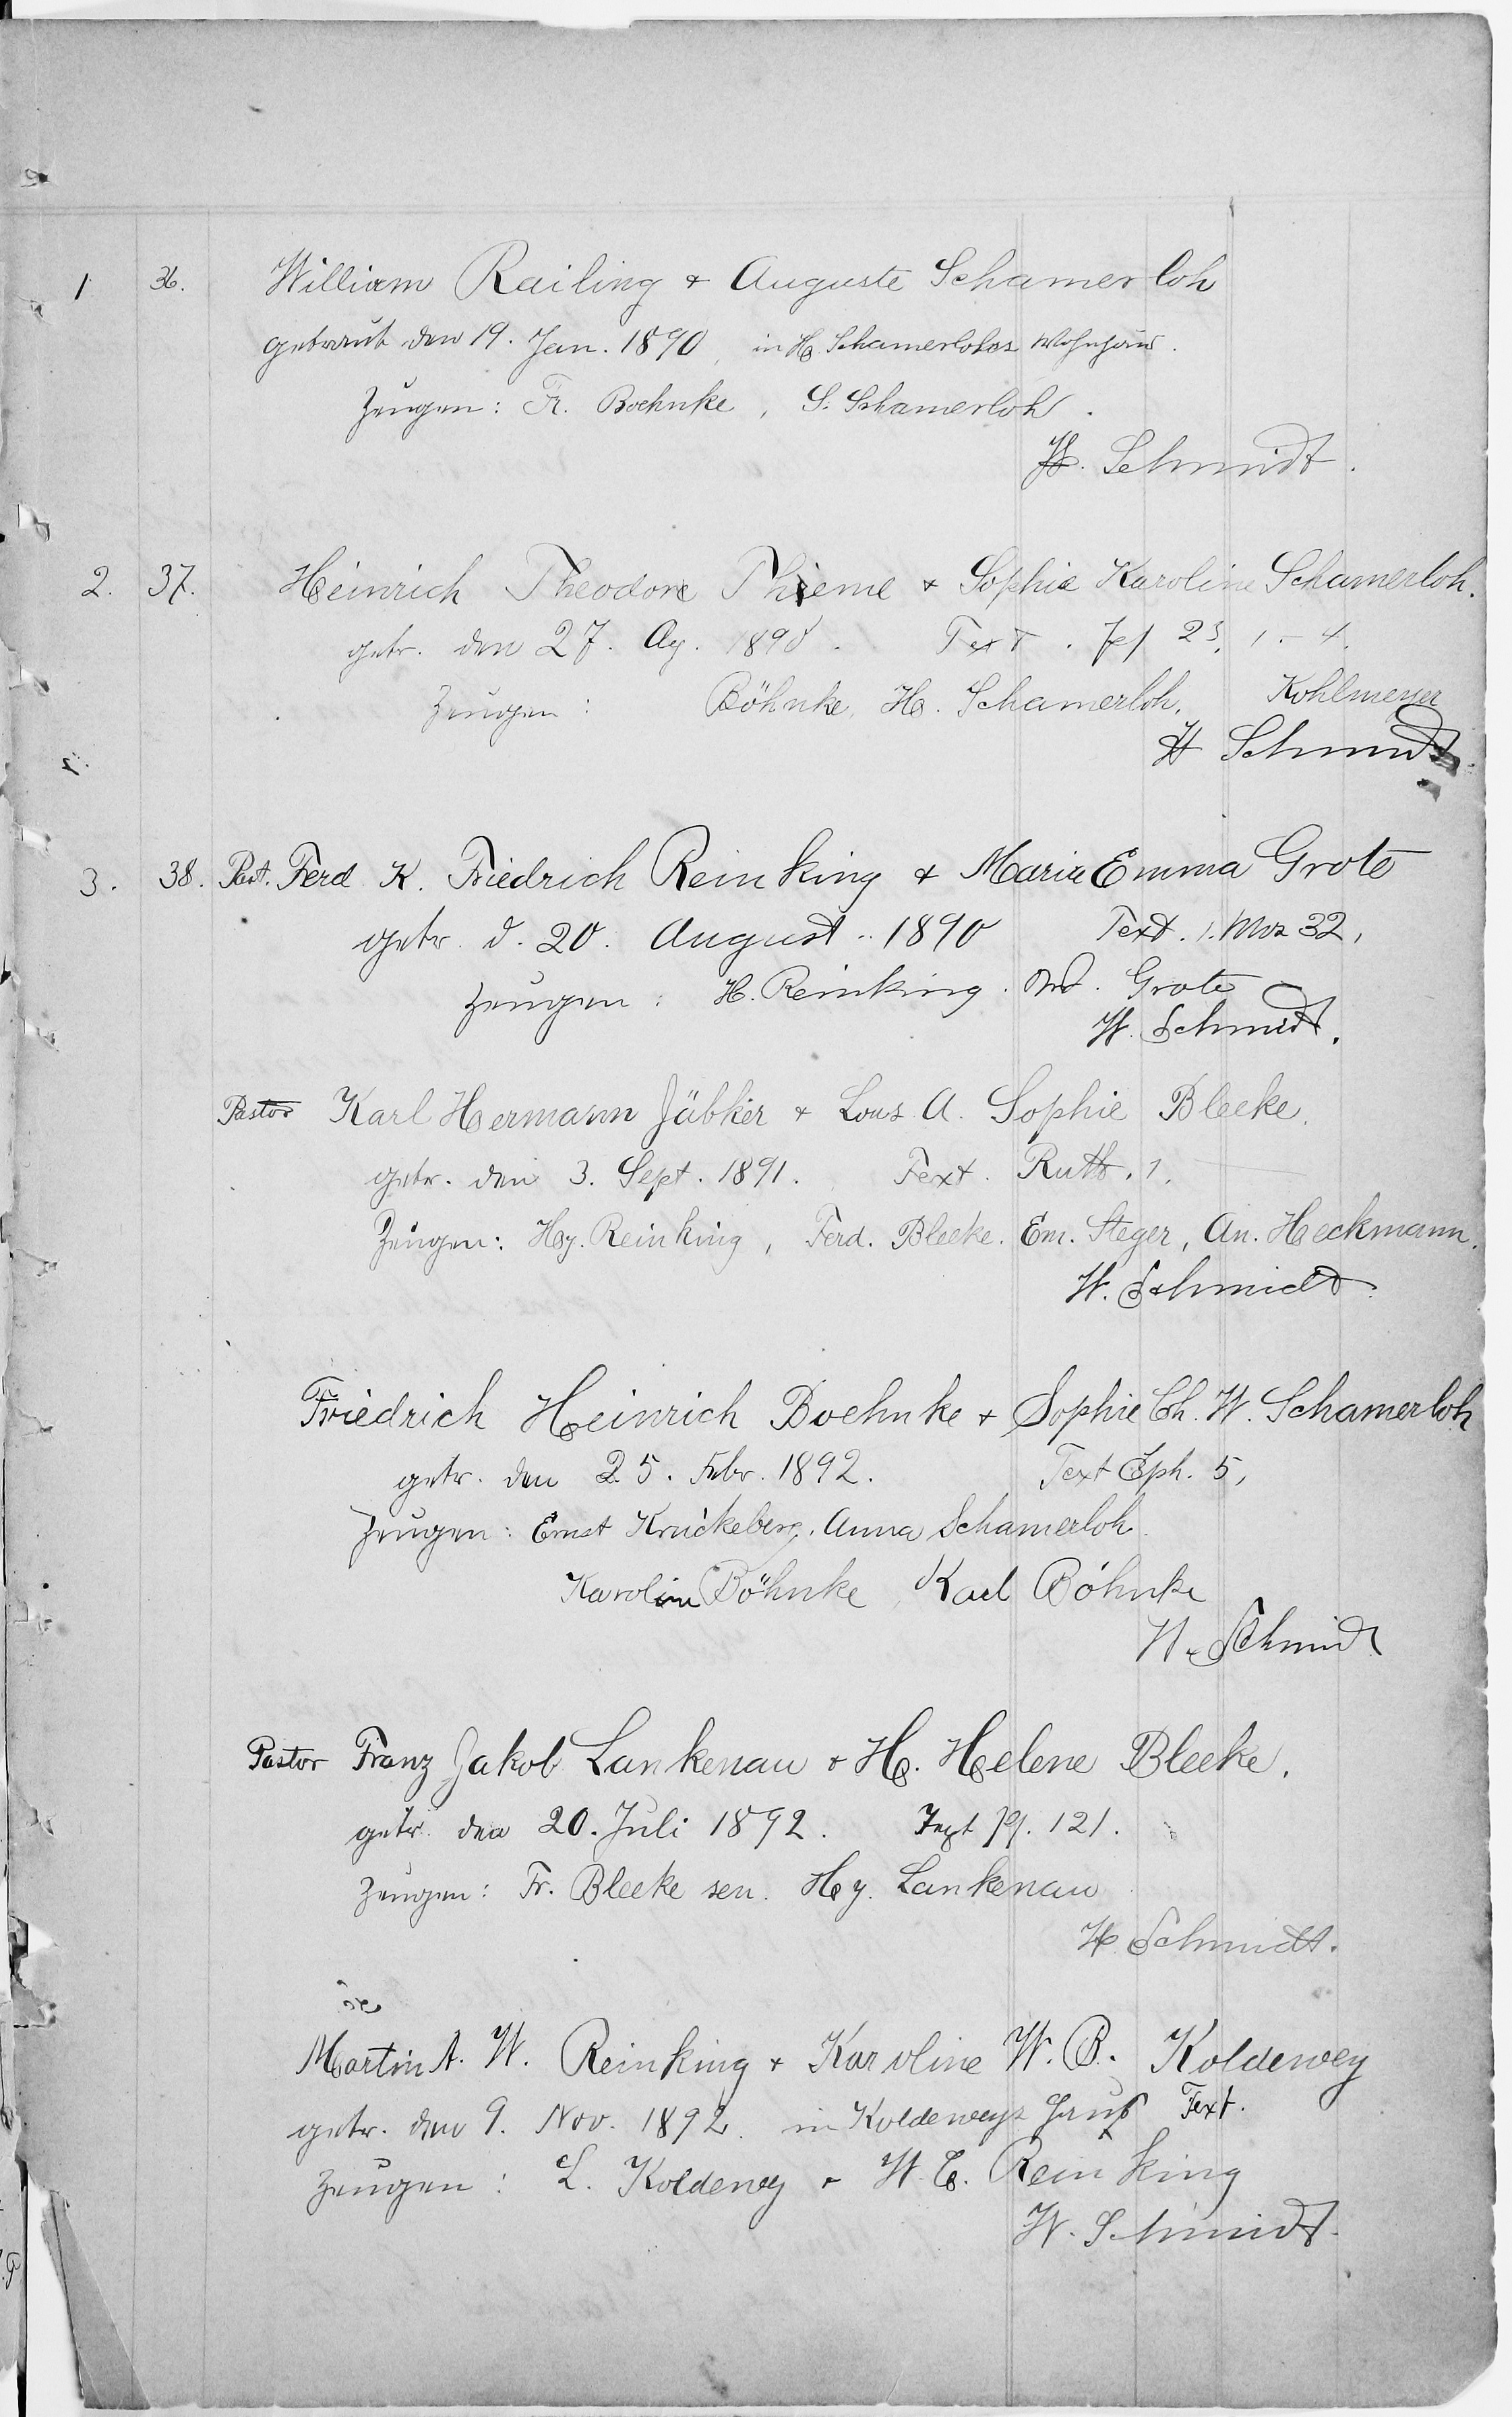 1 36. William Railing + Auguste Schamerloh
getraut den 19. Jan. 1890, in H. Schamerlohs Wohnhaus.
Zeugen: Fr. Boehnke, S. Schamerloh.
H. Schmidt.
2. 37. Heinrich Theodore Thieme + Sophie Karoline Schamerloh.
getr. den 27. Ag. 1890. Text. Ps 23, 1.-4.
Zeugen: Böhnke, H. Schamerloh, Kohlmeyer
H Schmidt.
3. 38. Past. Ferd K. Friedrich Reinking + Maria Emma Grote
getr. d. 20. August. 1890 Text. 1. Mos 32,
Zeugen: H. Reinking. Grote
W. Schmidt.
Pastor Karl Hermann Jäbker + Lous A. Sophie Bleeke.
getr. den 3. Sept. 1891. Text. Ruth. 1.
Zeugen: Hy. Reinking, Ferd. Bleeke. Em. Steger, An. Heckmann.
W. Schmidt.
Friedrich Heinrich Boehnke + Sophie Ch. W. Schamerloh
getr. den 25. Febr. 1892. Text Eph. 5,
Zeugen: Ernst Kruckeberg, Anna Schamerloh.
Karoline Böhnke, Karl Böhnke
W. Schmidt
Pastor Franz Jakob Lankenau + H. Helene Bleeke.
getr. den 20. Juli 1892. Text Ps. 121.
Zeugen: Fr. Bleeke sen. Hy. Lankenau
H Schmidt.
Martin A. W. Reinking + Karoline W. B. Koldewey
getr. den 9. Nov. 1892. in Koldeweys Haus Text.
Zeugen: L. Koldewey + W. C. Reinking
W. Schmidt.